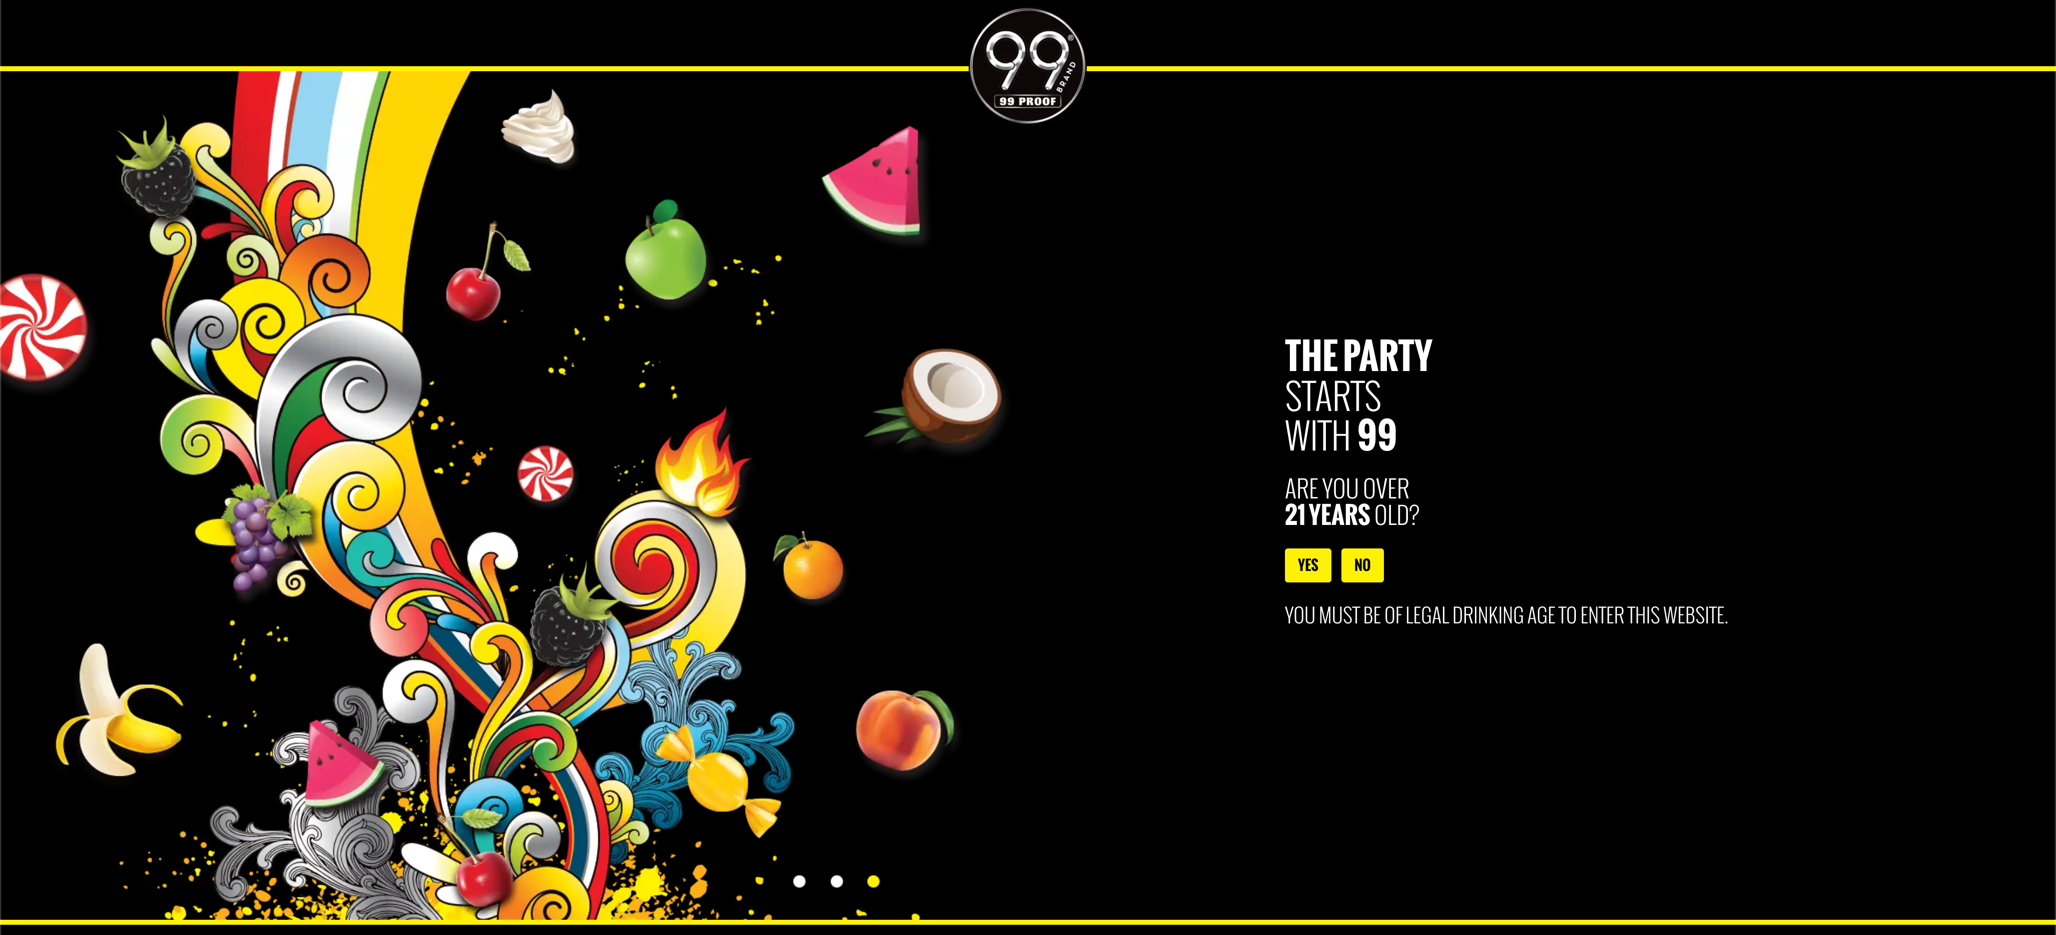 99®
BRAND
99 PROOF
THE PARTY
STARTS
WITH 99
ARE YOU OVER
21 YEARS OLD?
YES NO
YOU MUST BE OF LEGAL DRINKING AGE TO ENTER THIS WEBSITE.